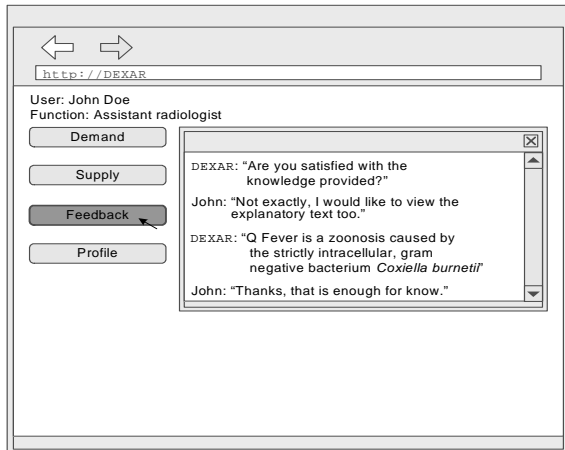 http://DEXAR
User: John Doe
Function: Assistant radiologist
Demand
Supply
Feedback
Profile
DEXAR: “Are you satisfied with the
knowledge provided?”
John: “Not exactly, I would like to view the
explanatory text too.”
DEXAR: “Q Fever is a zoonosis caused by
the strictly intracellular, gram
negative bacterium Coxiella burnetii”
John: “Thanks, that is enough for know.”